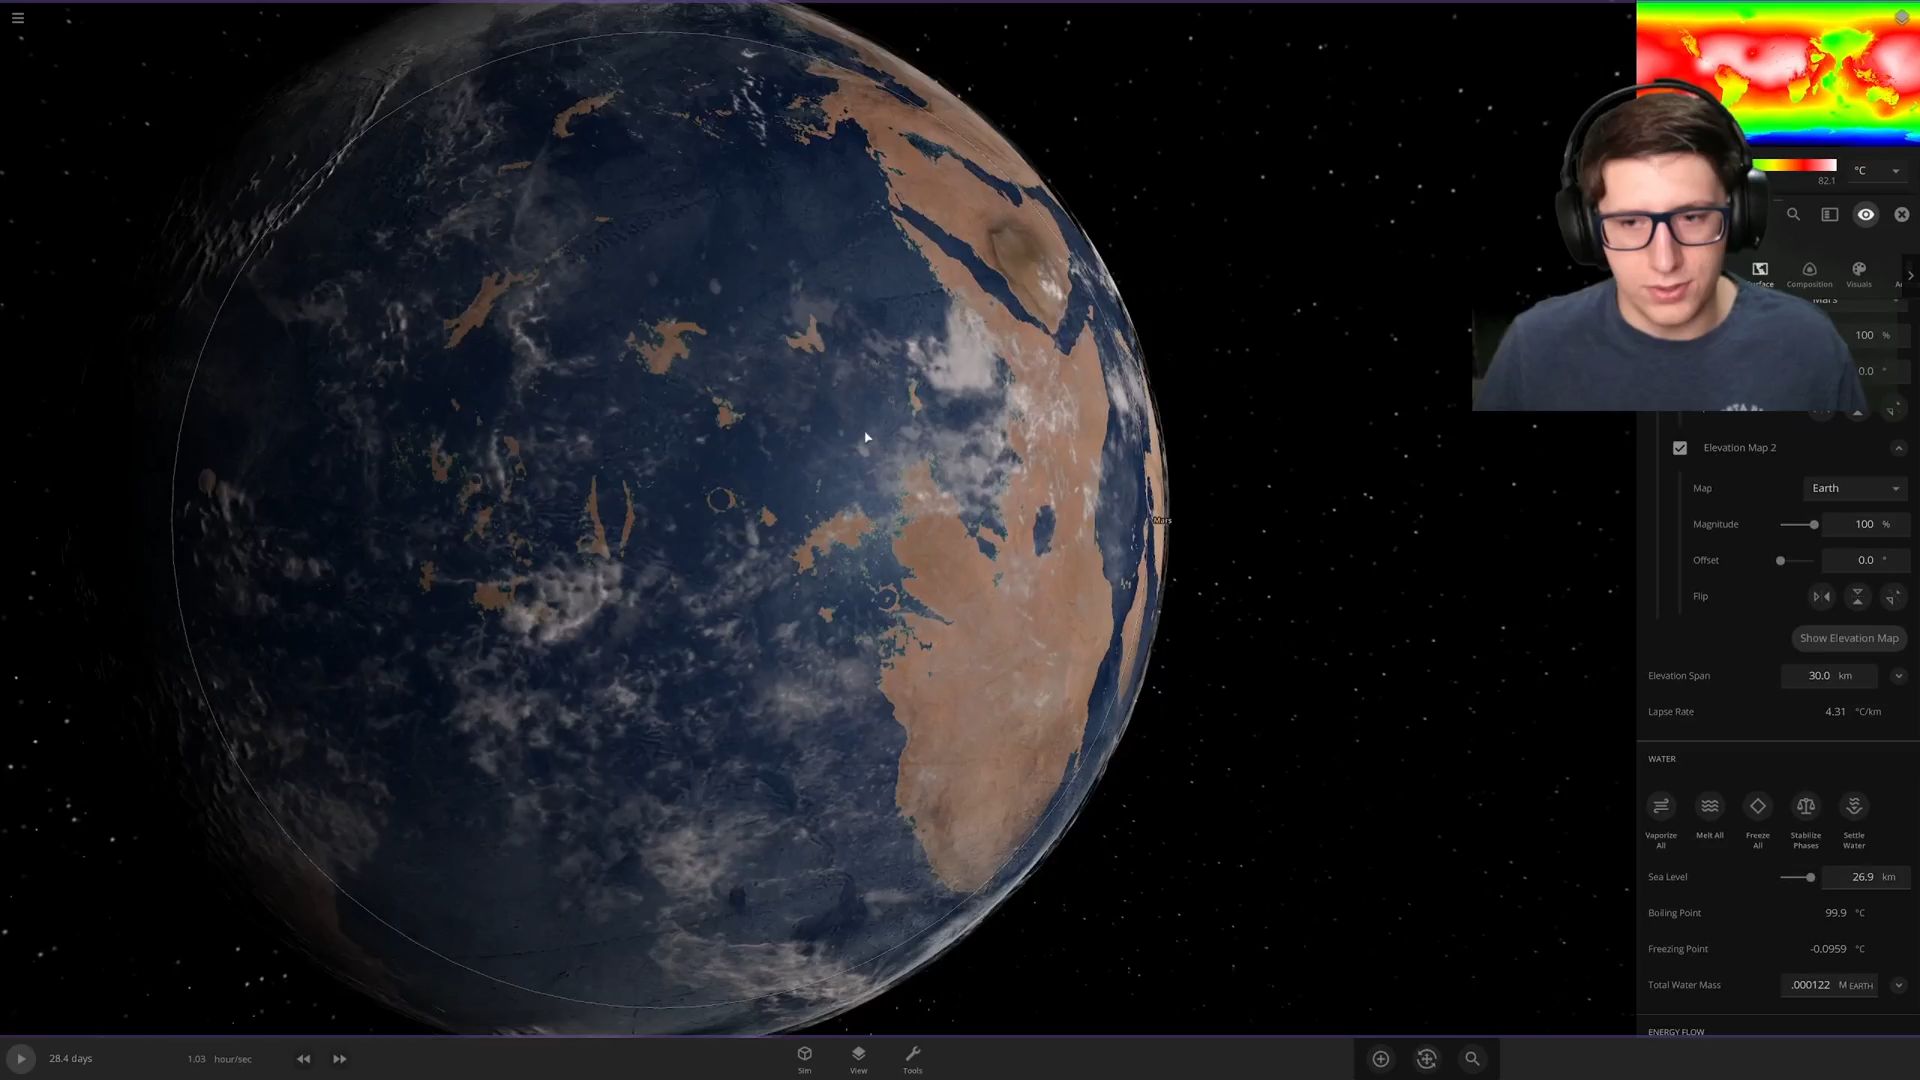 82.1
°C
Surface
Composition
Visuals
Mars
100 %
0.0 °
Elevation Map 2
Map
Earth
Magnitude
100 %
Offset
0.0 °
Flip
Show Elevation Map
Elevation Span
30.0 km
Lapse Rate
4.31 °C/km
WATER
Vaporize All
Melt All
Freeze All
Stabilize Phases
Settle Water
Sea Level
26.9 km
Boiling Point
99.9 °C
Freezing Point
-0.0959 °C
Total Water Mass
.000122 M EARTH
ENERGY FLOW
Mars
28.4 days
1.03 hour/sec
Sim
View
Tools